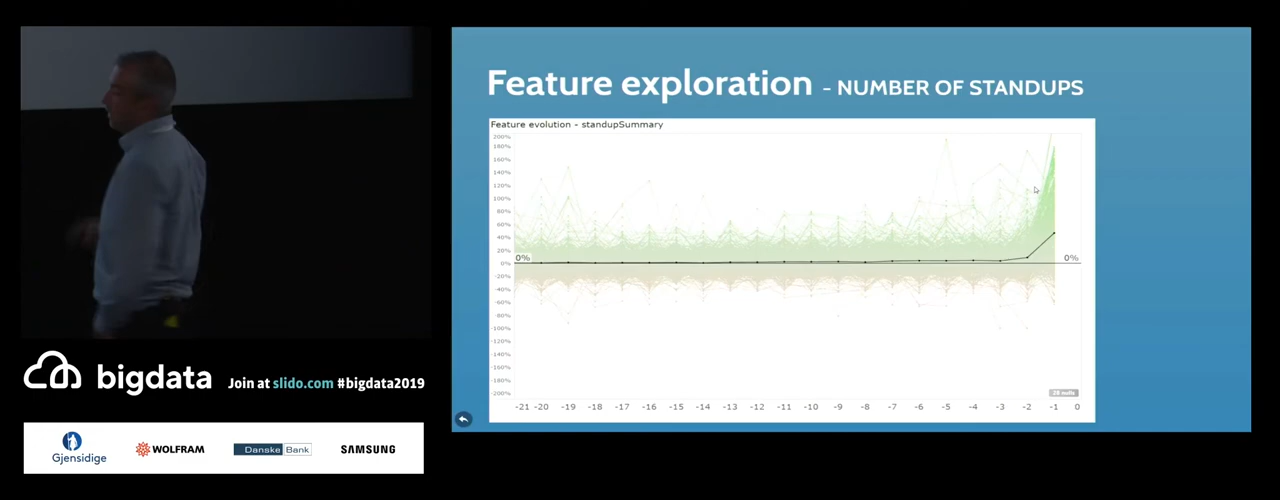 Feature exploration - NUMBER OF STANDUPS
Feature evolution - standupSummary
200%
180%
160%
140%
120%
100%
80%
60%
40%
20%
0%
-20%
-40%
-60%
-80%
-100%
-120%
-140%
-160%
-180%
-200%
0%
0%
28 nulls
-21 -20 -19 -18 -17 -16 -15 -14 -13 -12 -11 -10 -9 -8 -7 -6 -5 -4 -3 -2 -1 0
bigdata
Join at slido.com #bigdata2019
Gjensidige
WOLFRAM
Danske Bank
SAMSUNG